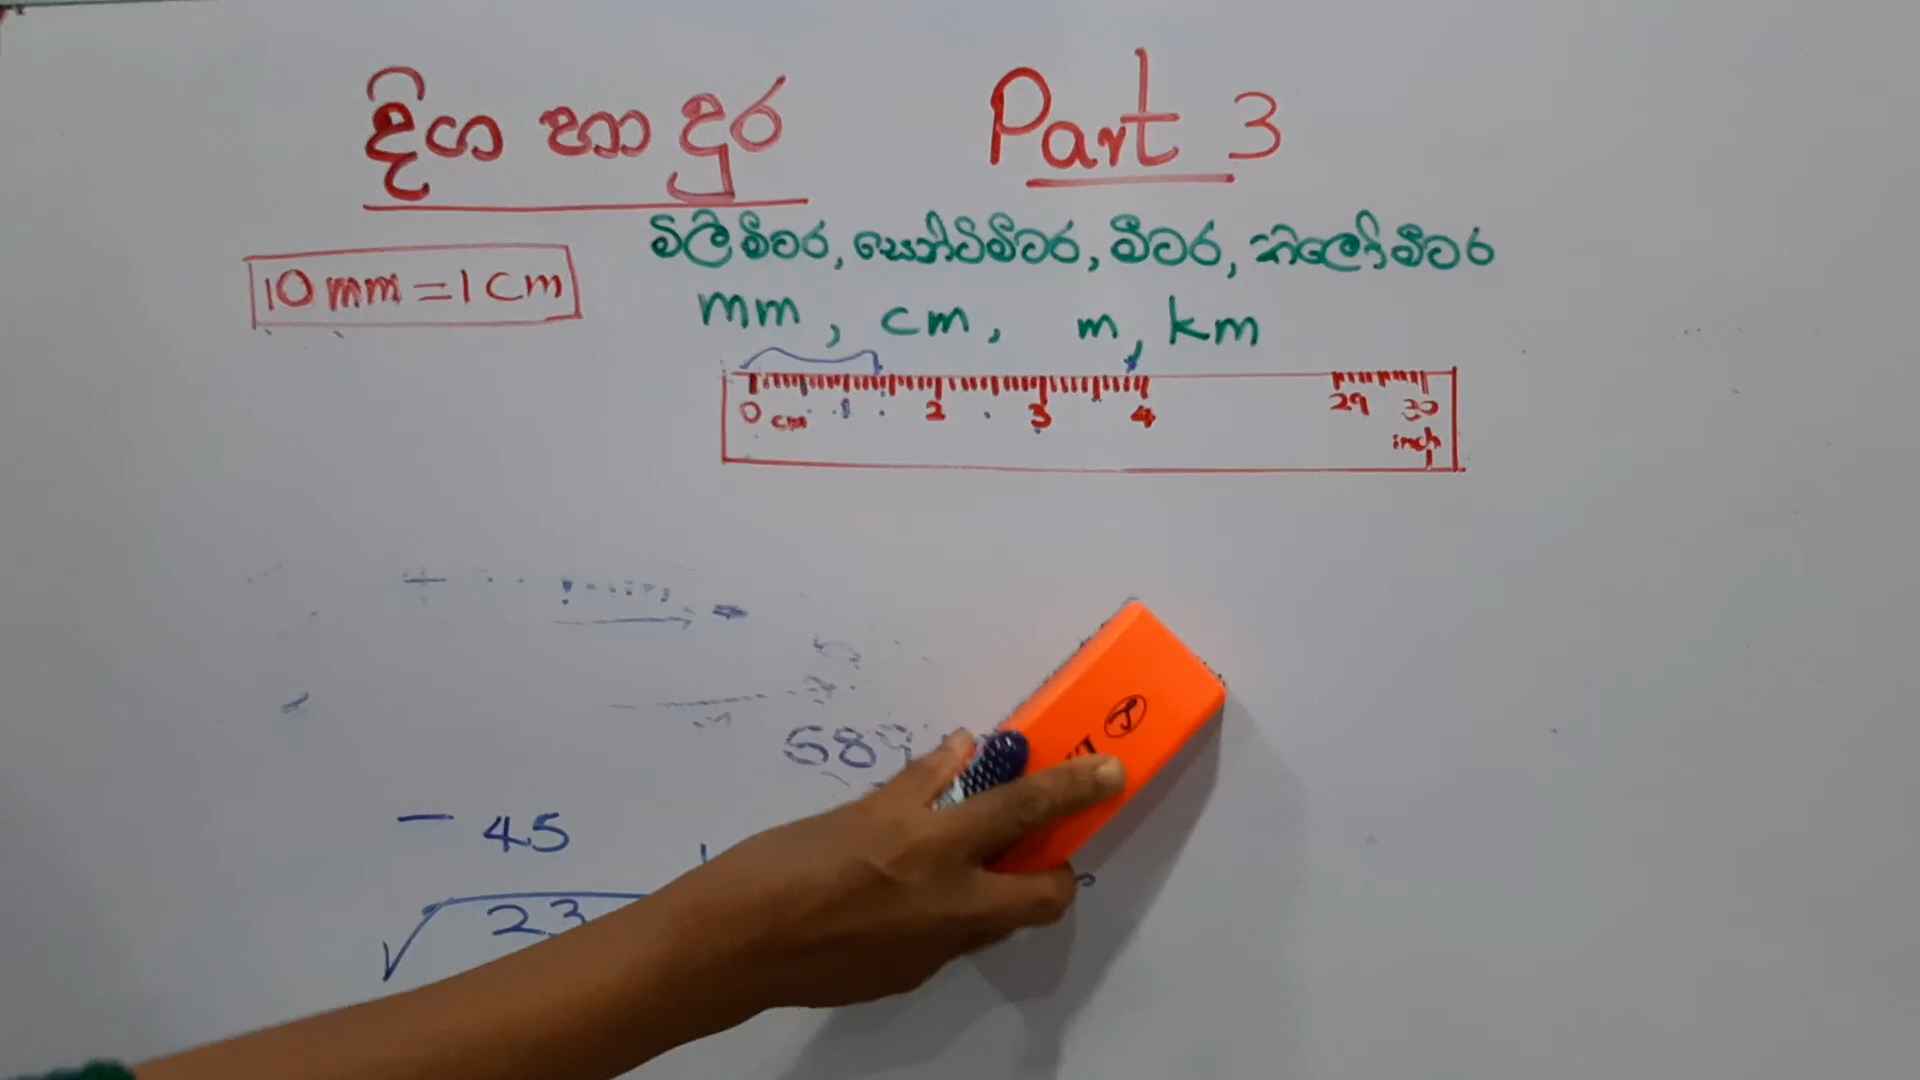 දිග හා දුර Part 3
මිලිමීටර, සෙන්ටිමීටර, මීටර, කිලෝමීටර
10 mm = 1 cm
mm, cm, m, km
0 cm 1 2 3 4 29 30
inch
- 45
23